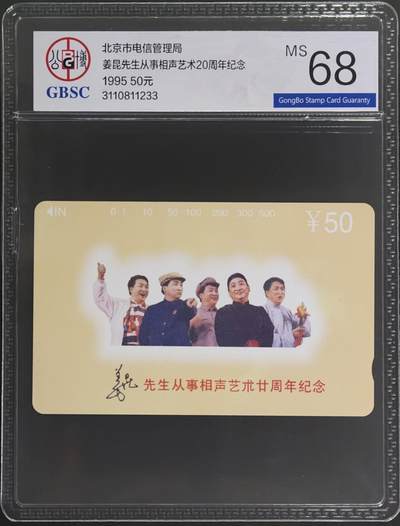 北京市电信管理局
姜昆先生从事相声艺术20周年纪念
1995 50元
3110811233
GBSC
MS 68
GongBo Stamp Card Guaranty
IN 0 1 10 50 100 200 300 500
¥50
姜昆 先生从事相声艺术廿周年纪念